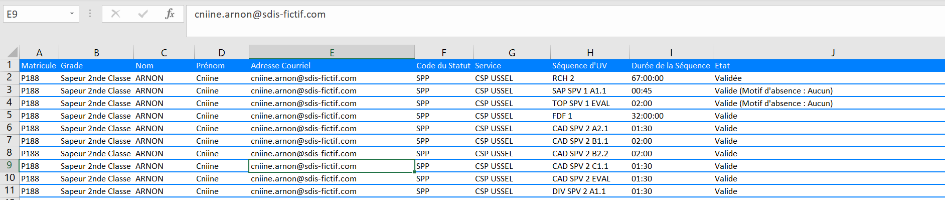 E9 fx cniine.arnon@sdis-fictif.com
A B C D E F G H I J
1 Matricule Grade Nom Prénom Adresse Courriel Code du Statut Service Séquence d'UV Durée de la Séquence Etat
2 P188 Sapeur 2nde Classe ARNON Cniine cniine.arnon@sdis-fictif.com SPP CSP USSEL RCH 2 67:00:00 Validée
3 P188 Sapeur 2nde Classe ARNON Cniine cniine.arnon@sdis-fictif.com SPP CSP USSEL SAP SPV 1 A1.1 00:45 Valide (Motif d'absence : Aucun)
4 P188 Sapeur 2nde Classe ARNON Cniine cniine.arnon@sdis-fictif.com SPP CSP USSEL TOP SPV 1 EVAL 02:00 Valide (Motif d'absence : Aucun)
5 P188 Sapeur 2nde Classe ARNON Cniine cniine.arnon@sdis-fictif.com SPP CSP USSEL FDF 1 32:00:00 Valide
6 P188 Sapeur 2nde Classe ARNON Cniine cniine.arnon@sdis-fictif.com SPP CSP USSEL CAD SPV 2 A2.1 01:30 Valide
7 P188 Sapeur 2nde Classe ARNON Cniine cniine.arnon@sdis-fictif.com SPP CSP USSEL CAD SPV 2 B1.1 02:00 Valide
8 P188 Sapeur 2nde Classe ARNON Cniine cniine.arnon@sdis-fictif.com SPP CSP USSEL CAD SPV 2 B2.2 02:00 Valide
9 P188 Sapeur 2nde Classe ARNON Cniine cniine.arnon@sdis-fictif.com SPP CSP USSEL CAD SPV 2 C1.1 01:30 Valide
10 P188 Sapeur 2nde Classe ARNON Cniine cniine.arnon@sdis-fictif.com SPP CSP USSEL CAD SPV 2 EVAL 01:30 Valide
11 P188 Sapeur 2nde Classe ARNON Cniine cniine.arnon@sdis-fictif.com SPP CSP USSEL DIV SPV 2 A1.1 01:30 Valide